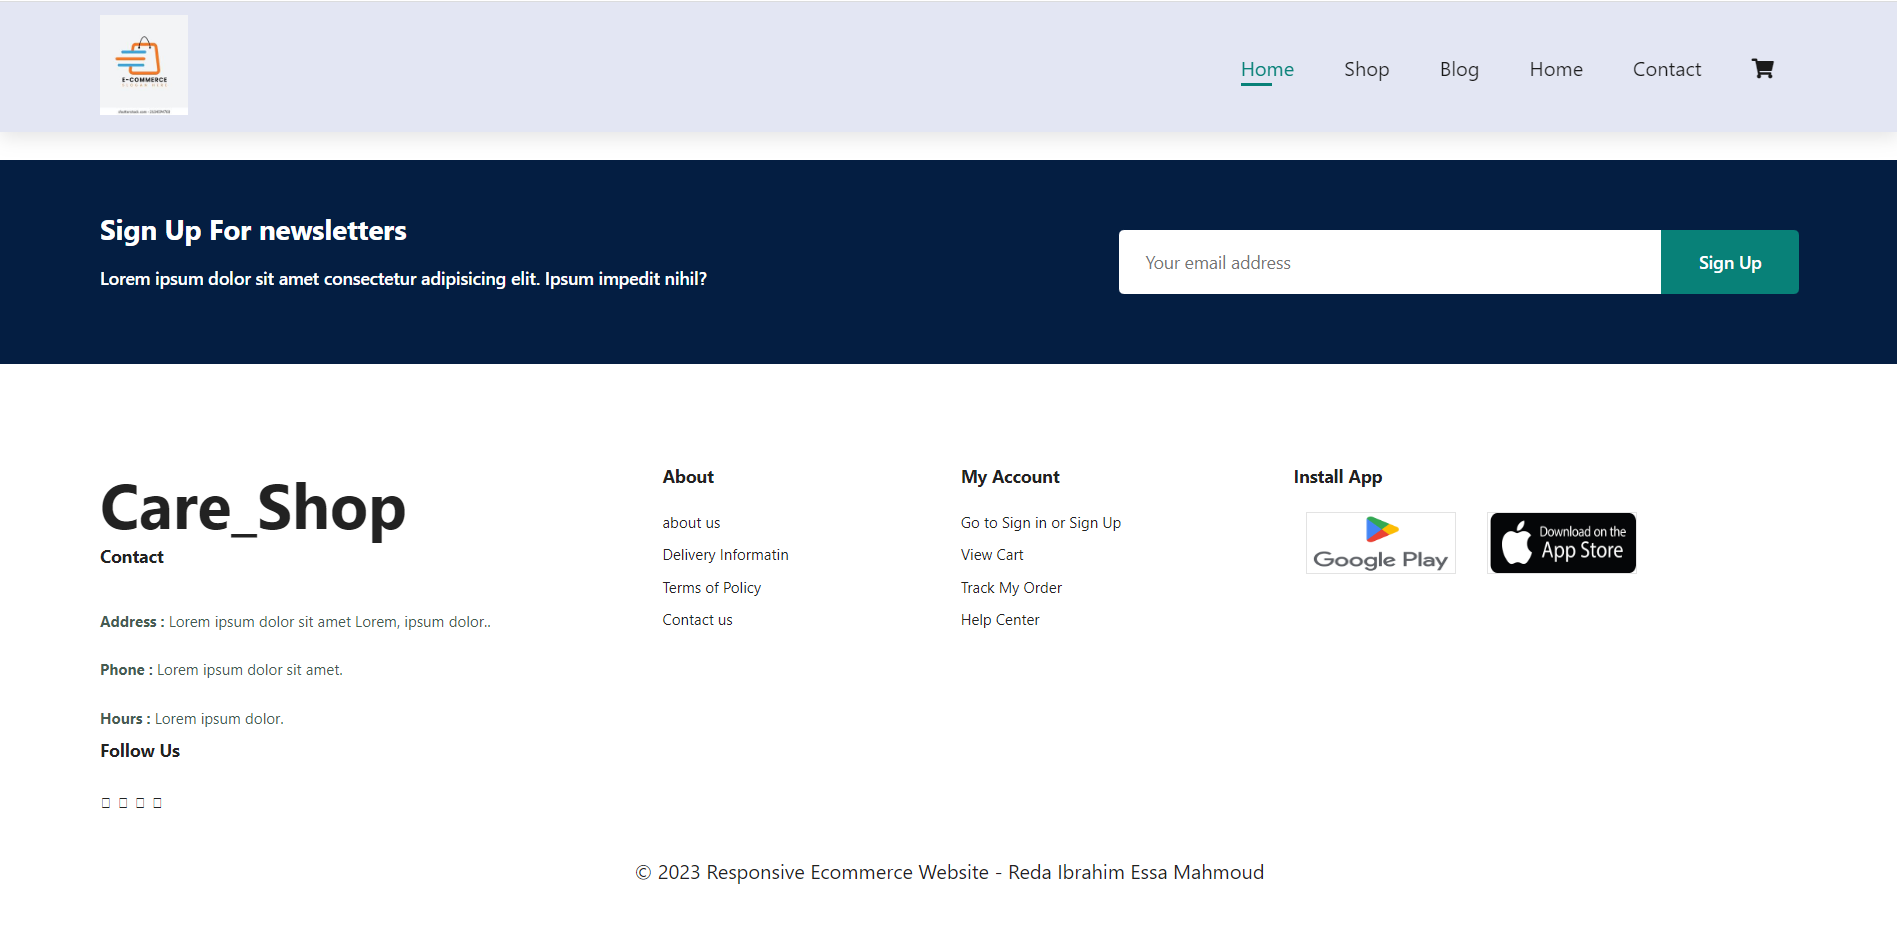 E-COMMERCE
SLOGAN HERE
Home Shop Blog Home Contact
Sign Up For newsletters
Lorem ipsum dolor sit amet consectetur adipisicing elit. Ipsum impedit nihil?
Your email address
Sign Up
Care_Shop
Contact
Address : Lorem ipsum dolor sit amet Lorem, ipsum dolor..
Phone : Lorem ipsum dolor sit amet.
Hours : Lorem ipsum dolor.
Follow Us
About
about us
Delivery Informatin
Terms of Policy
Contact us
My Account
Go to Sign in or Sign Up
View Cart
Track My Order
Help Center
Install App
Google Play
Download on the
App Store
© 2023 Responsive Ecommerce Website - Reda Ibrahim Essa Mahmoud